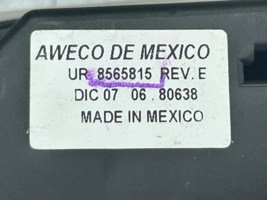 AWECO DE MEXICO
UR 8565815 REV. E
DIC 07 06 . 80638
MADE IN MEXICO